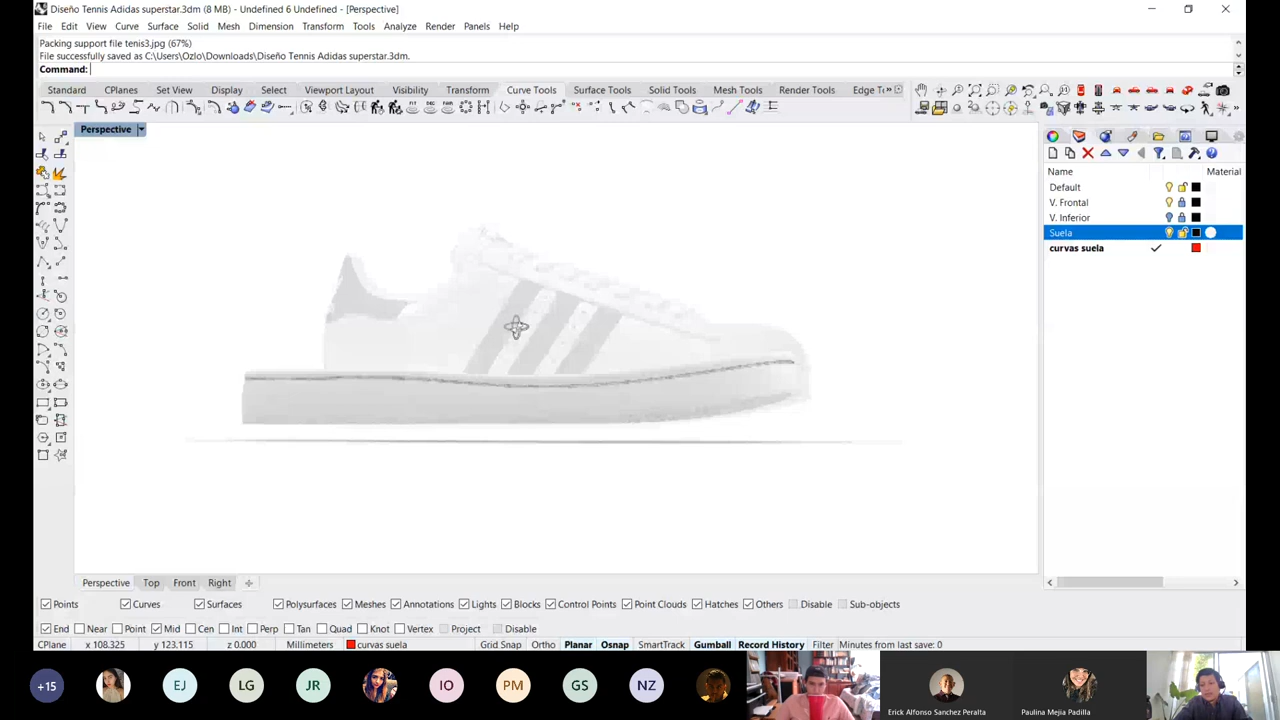 Diseño Tennis Adidas superstar.3dm (8 MB) - Undefined 6 Undefined - [Perspective]
File Edit View Curve Surface Solid Mesh Dimension Transform Tools Analyze Render Panels Help
Packing support file tenis3.jpg (67%)
File successfully saved as C:\Users\Ozlo\Downloads\Diseño Tennis Adidas superstar.3dm.
Command:
Standard CPlanes Set View Display Select Viewport Layout Visibility Transform Curve Tools Surface Tools Solid Tools Mesh Tools Render Tools Edge »
Perspective
Name Material
Default
V. Frontal
V. Inferior
Suela
curvas suela
Perspective Top Front Right
Points Curves Surfaces Polysurfaces Meshes Annotations Lights Blocks Control Points Point Clouds Hatches Others Disable Sub-objects
End Near Point Mid Cen Int Perp Tan Quad Knot Vertex Project Disable
CPlane x 108.325 y 123.115 z 0.000 Millimeters curvas suela Grid Snap Ortho Planar Osnap SmartTrack Gumball Record History Filter Minutes from last save: 0
+15 EJ LG JR IO PM GS NZ
Erick Alfonso Sanchez Peralta Paulina Mejia Padilla